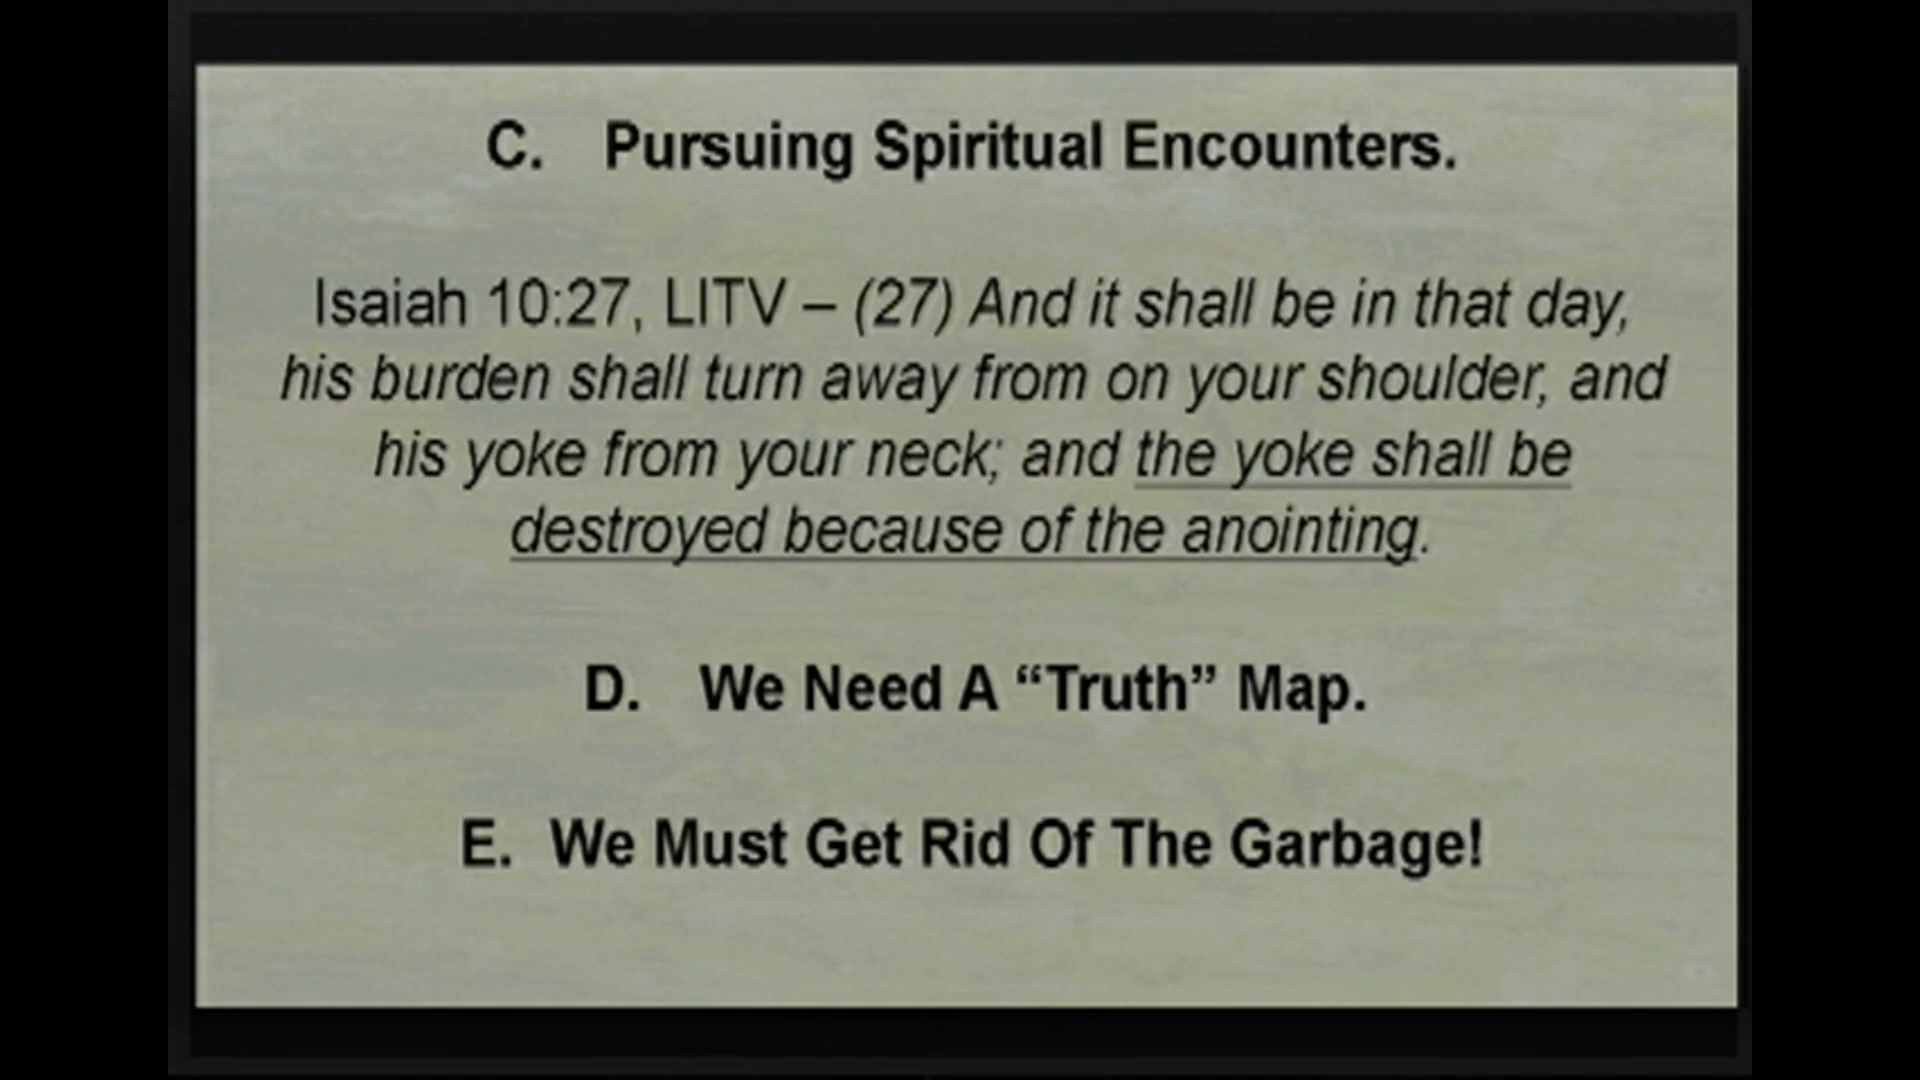 C. Pursuing Spiritual Encounters.
Isaiah 10:27, LITV – (27) And it shall be in that day,
his burden shall turn away from on your shoulder, and
his yoke from your neck; and the yoke shall be
destroyed because of the anointing.
D. We Need A “Truth” Map.
E. We Must Get Rid Of The Garbage!